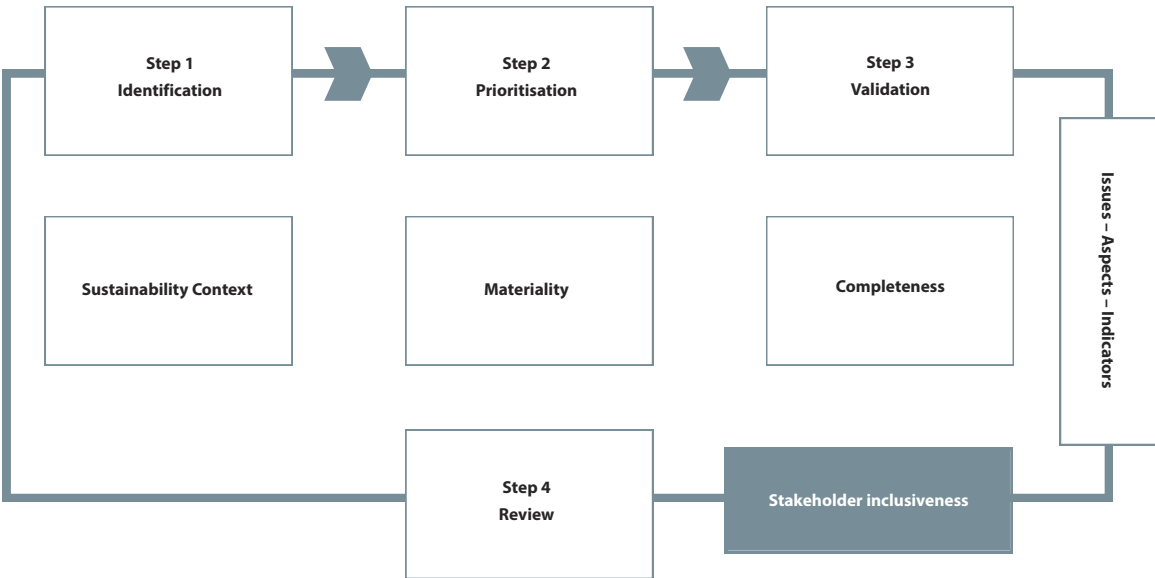 Step 1
Identification
Step 2
Prioritisation
Step 3
Validation
Issues – Aspects – Indicators
Sustainability Context
Materiality
Completeness
Step 4
Review
Stakeholder inclusiveness